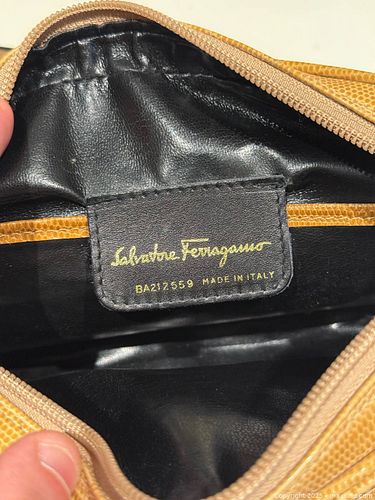 Salvatore Ferragamo
BA212559 MADE IN ITALY